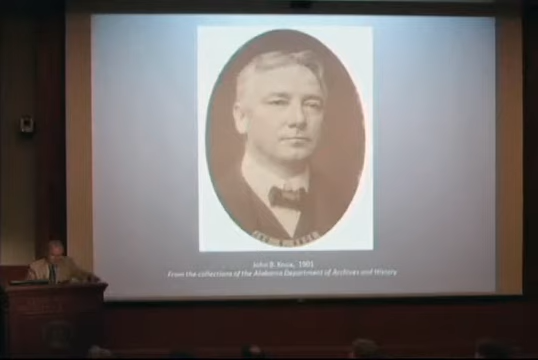 John B. Knox, 1901
From the collections of the Alabama Department of Archives and History